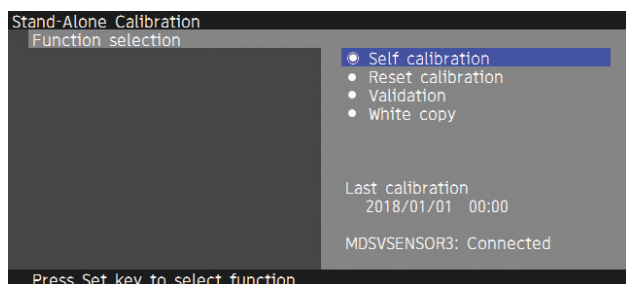 Stand-Alone Calibration
Function selection
Self calibration
Reset calibration
Validation
White copy
Last calibration
2018/01/01 00:00
MDSVSENSOR3: Connected
Press Set key to select function